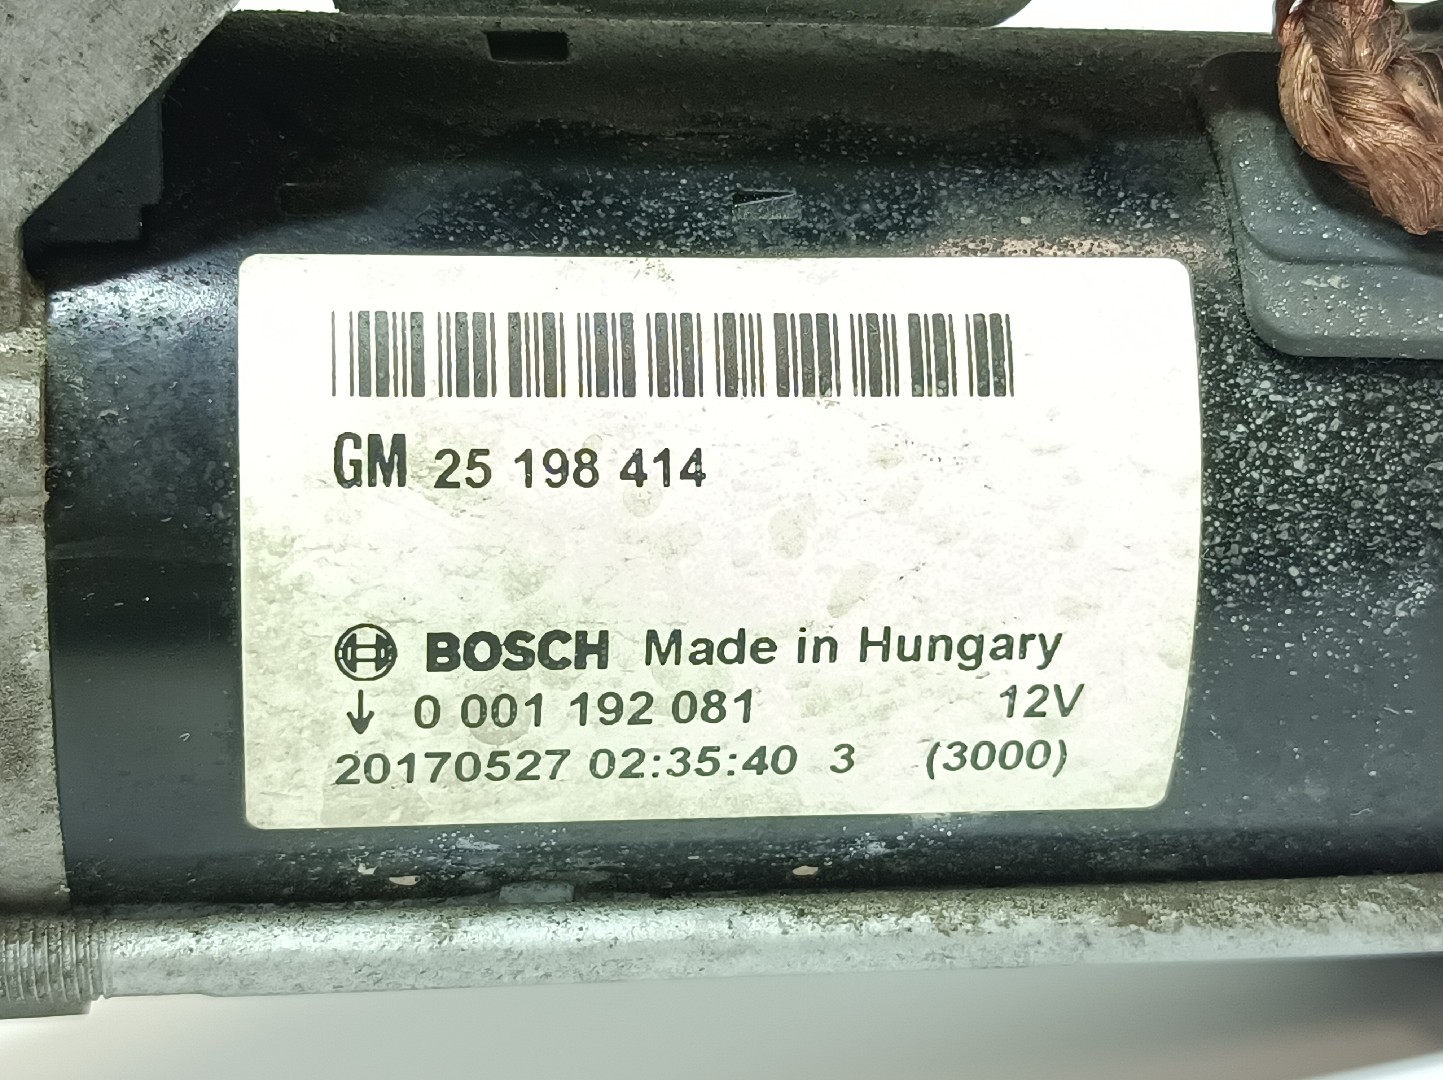 GM 25 198 414
BOSCH Made in Hungary
↓ 0 001 192 081 12V
20170527 02:35:40 3 (3000)